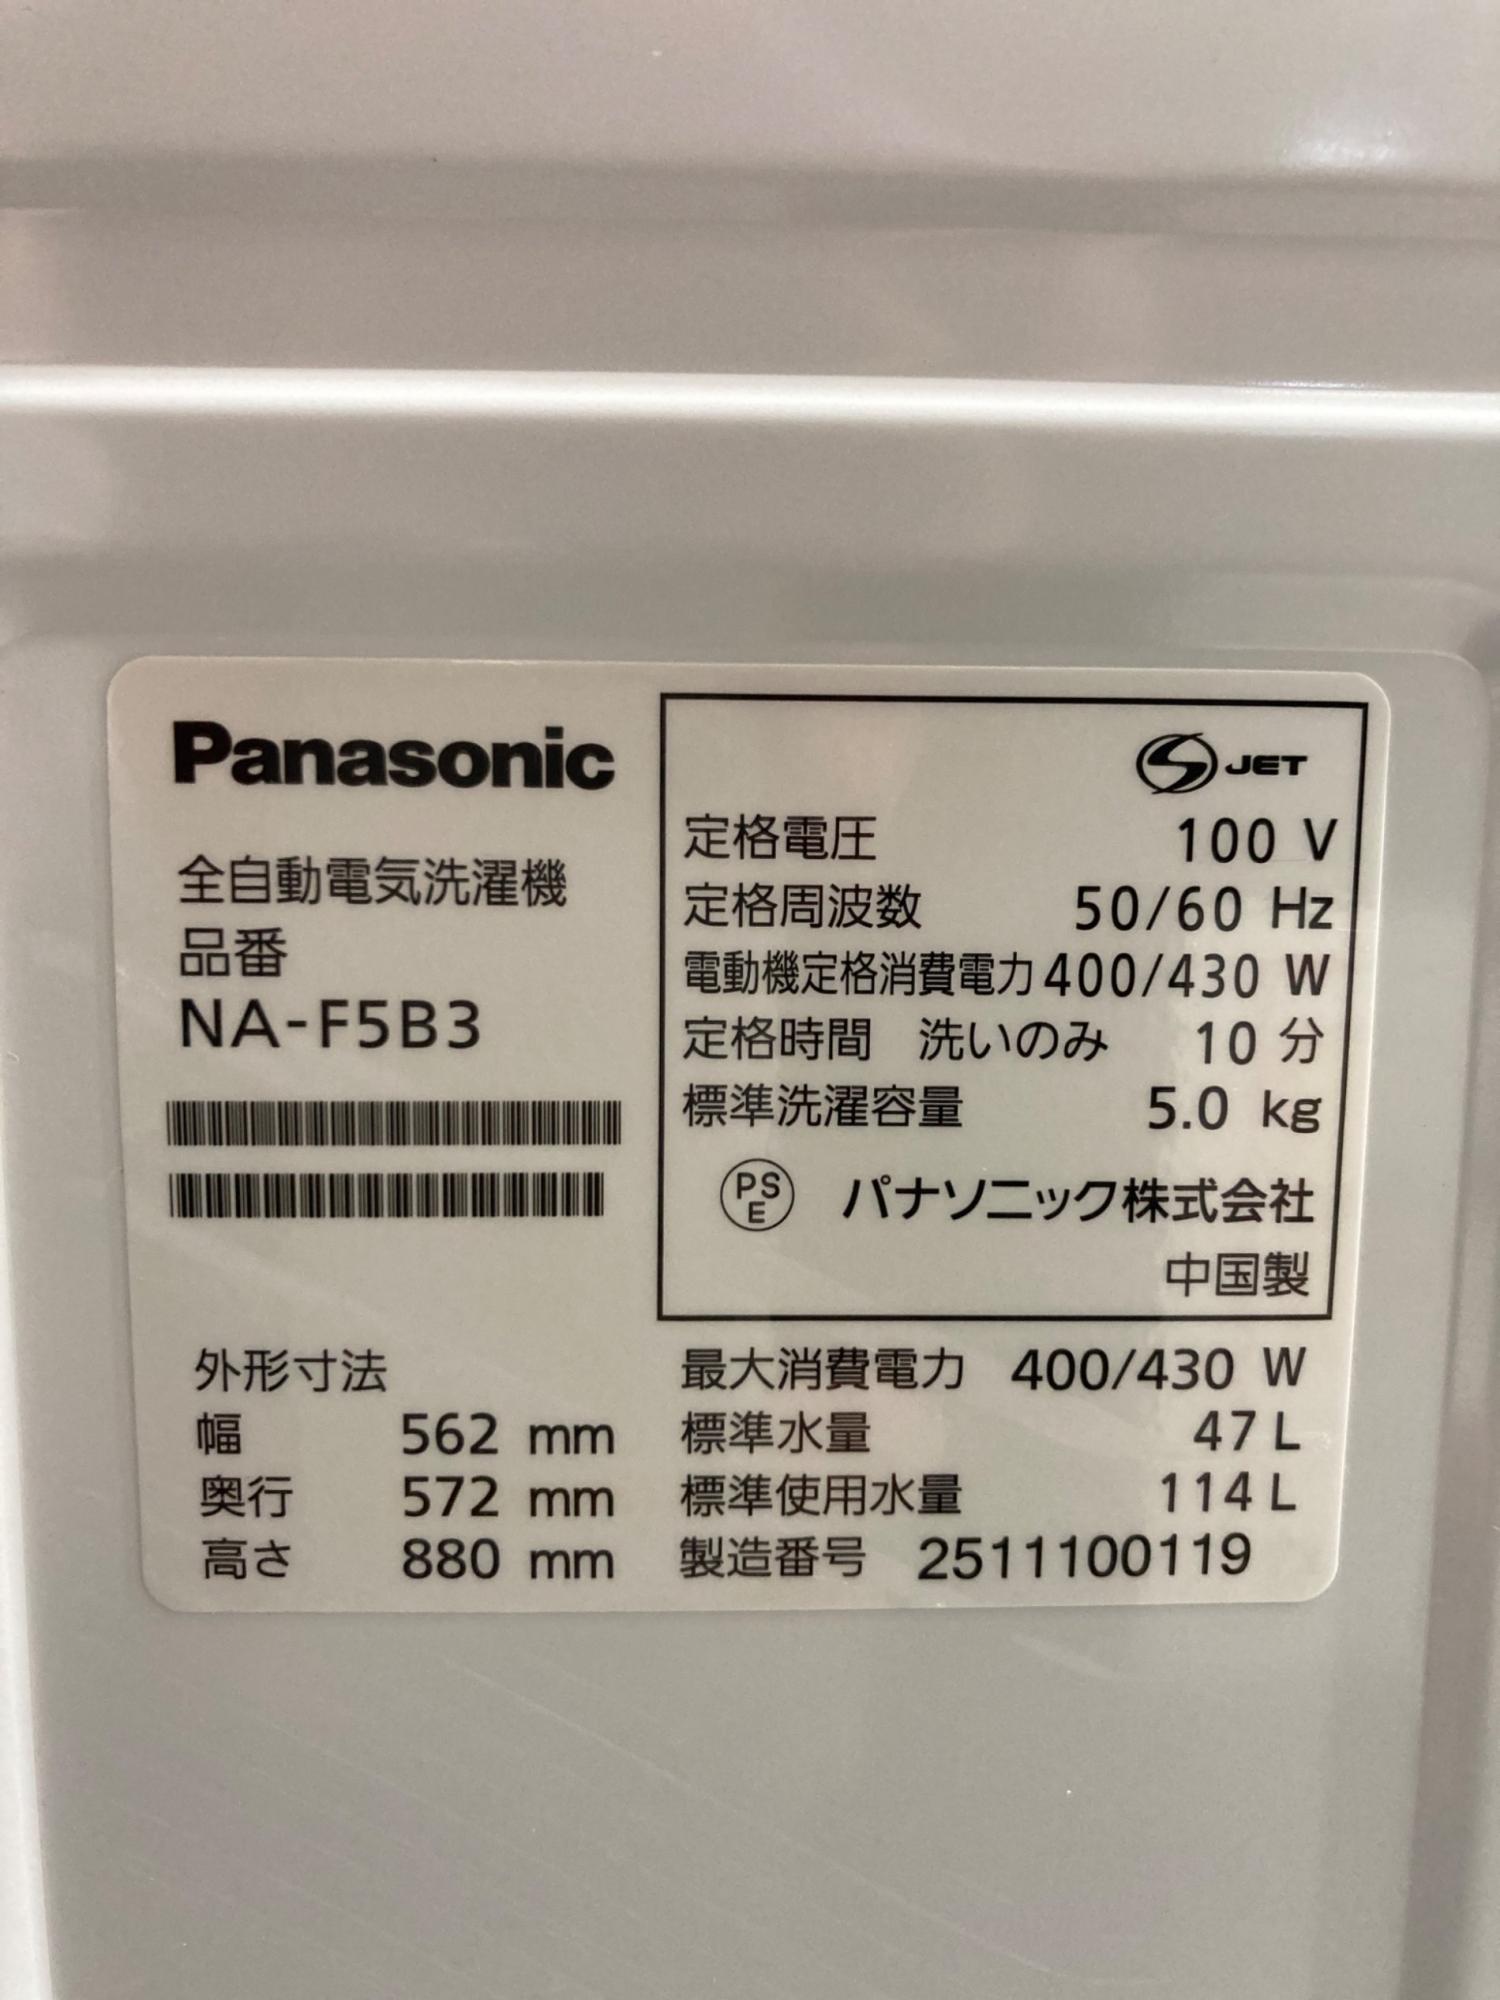 Panasonic
全自動電気洗濯機
品番
NA-F5B3
S JET
定格電圧 100 V
定格周波数 50/60 Hz
電動機定格消費電力 400/430 W
定格時間 洗いのみ 10 分
標準洗濯容量 5.0 kg
PSE パナソニック株式会社
中国製
外形寸法
幅 562 mm
奥行 572 mm
高さ 880 mm
最大消費電力 400/430 W
標準水量 47 L
標準使用水量 114 L
製造番号 2511100119